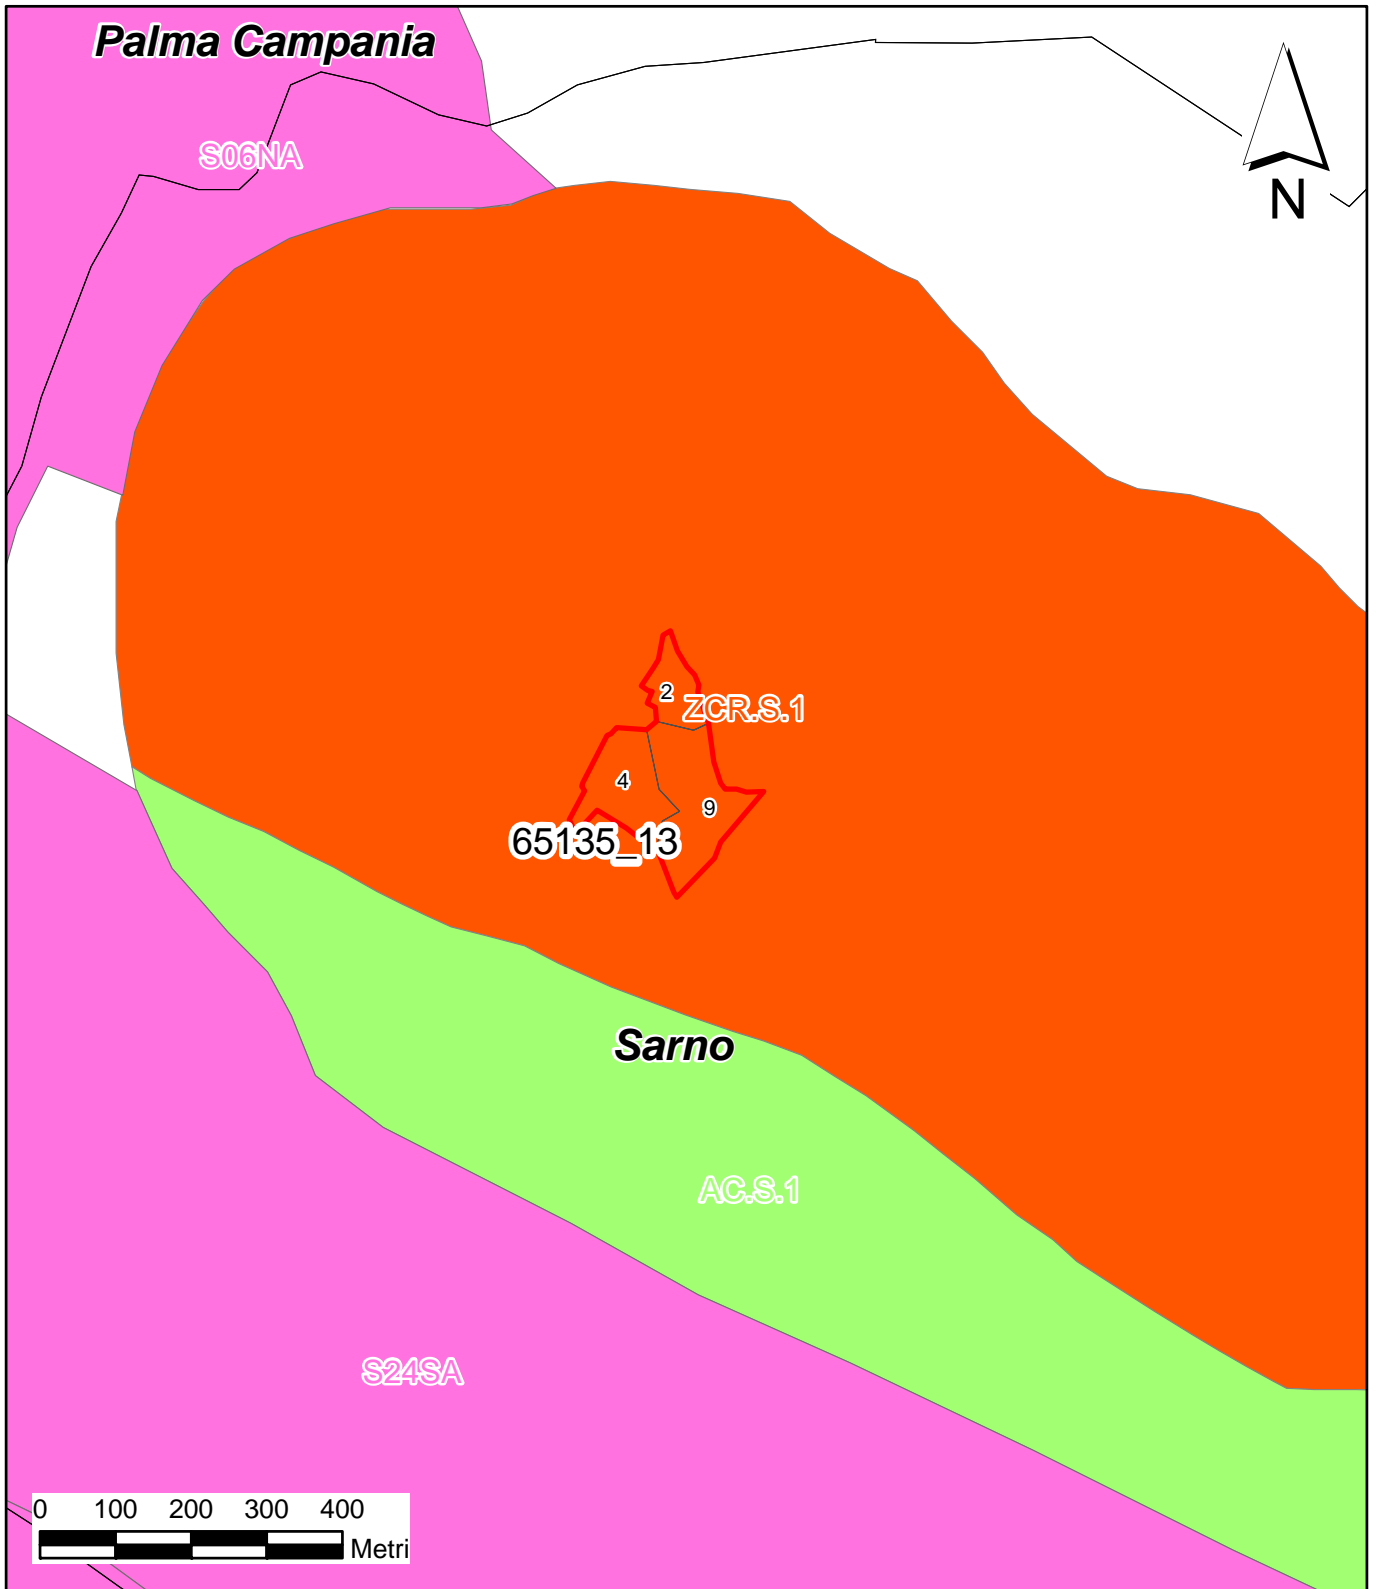 Palma Campania
S06NA
N
2
ZCR.S.1
4
9
65135_13
Sarno
AC.S.1
S24SA
0 100 200 300 400
Metri